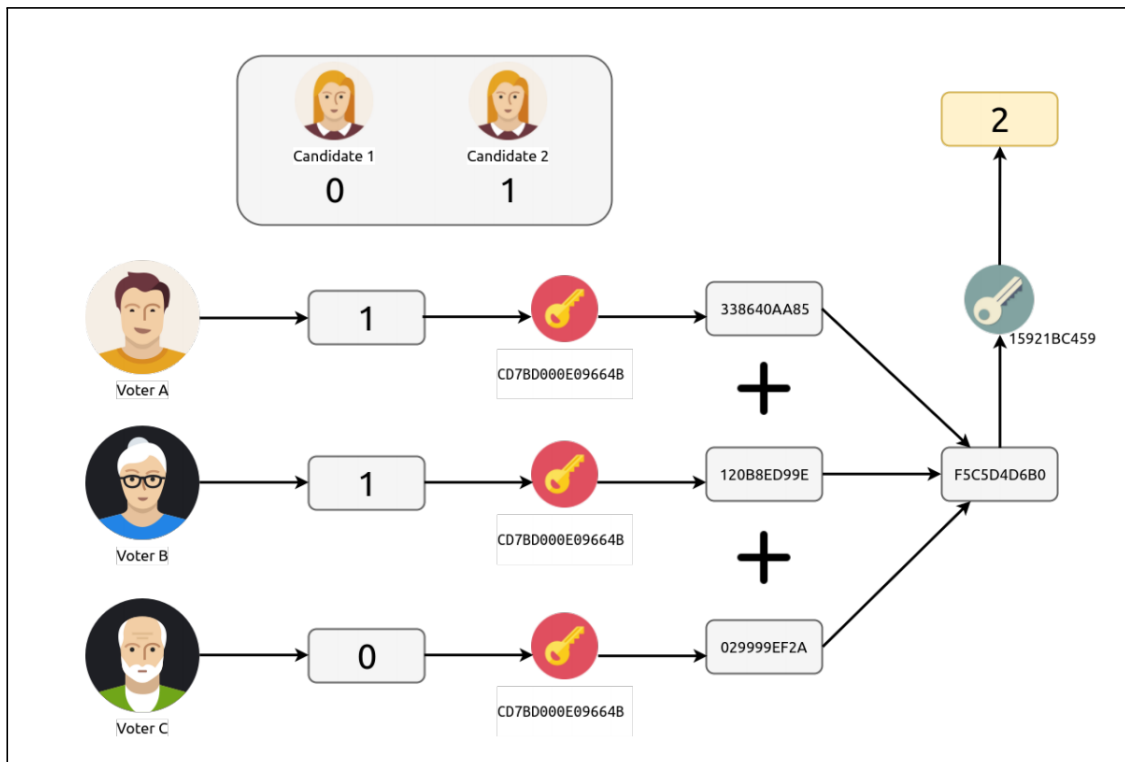 Candidate 1
Candidate 2
0
1
2
15921BC459
1
338640AA85
CD7BD000E09664B
Voter A
1
120B8ED99E
F5C5D4D6B0
CD7BD000E09664B
Voter B
0
029999EF2A
CD7BD000E09664B
Voter C